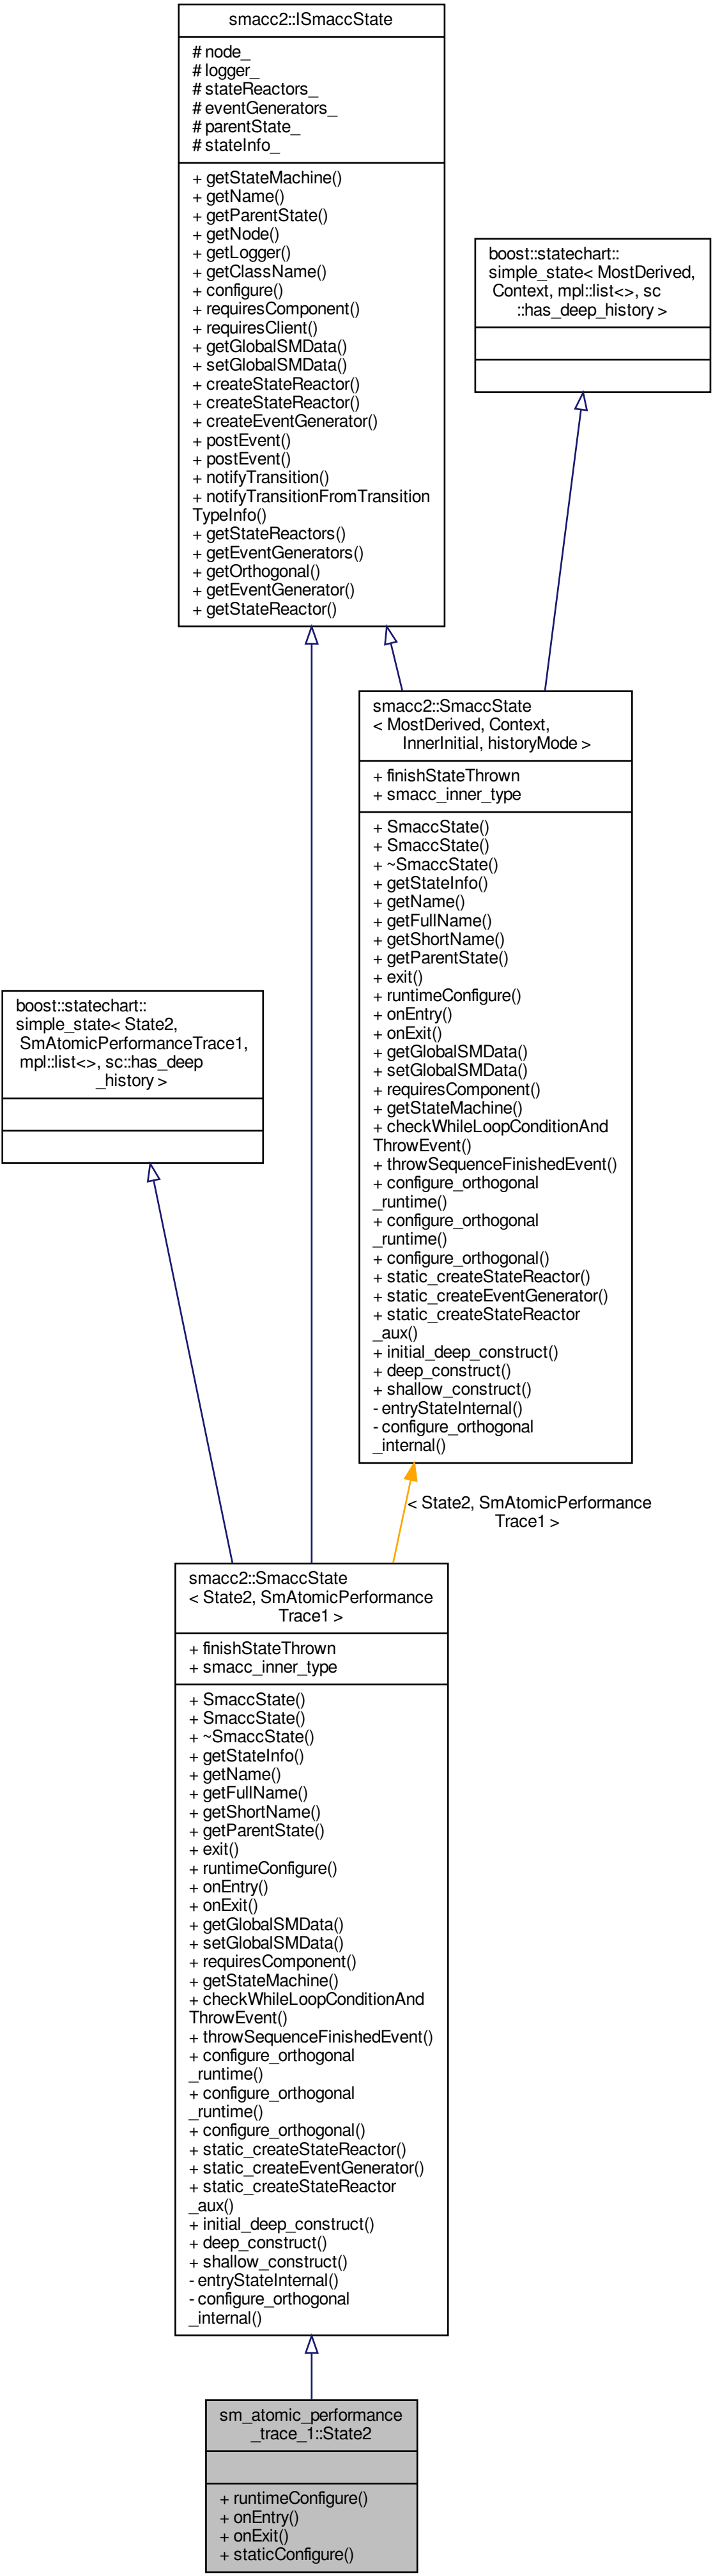 smacc2::ISmaccState
# node_
# logger_
# stateReactors_
# eventGenerators_
# parentState_
# stateInfo_
+ getStateMachine()
+ getName()
+ getParentState()
+ getNode()
+ getLogger()
+ getClassName()
+ configure()
+ requiresComponent()
+ requiresClient()
+ getGlobalSMData()
+ setGlobalSMData()
+ createStateReactor()
+ createStateReactor()
+ createEventGenerator()
+ postEvent()
+ postEvent()
+ notifyTransition()
+ notifyTransitionFromTransition
TypeInfo()
+ getStateReactors()
+ getEventGenerators()
+ getOrthogonal()
+ getEventGenerator()
+ getStateReactor()
boost::statechart::
simple_state< MostDerived,
Context, mpl::list<>, sc
::has_deep_history >
smacc2::SmaccState
< MostDerived, Context,
InnerInitial, historyMode >
+ finishStateThrown
+ smacc_inner_type
+ SmaccState()
+ SmaccState()
+ ~SmaccState()
+ getStateInfo()
+ getName()
+ getFullName()
+ getShortName()
+ getParentState()
+ exit()
+ runtimeConfigure()
+ onEntry()
+ onExit()
+ getGlobalSMData()
+ setGlobalSMData()
+ requiresComponent()
+ getStateMachine()
+ checkWhileLoopConditionAnd
ThrowEvent()
+ throwSequenceFinishedEvent()
+ configure_orthogonal
_runtime()
+ configure_orthogonal
_runtime()
+ configure_orthogonal()
+ static_createStateReactor()
+ static_createEventGenerator()
+ static_createStateReactor
_aux()
+ initial_deep_construct()
+ deep_construct()
+ shallow_construct()
- entryStateInternal()
- configure_orthogonal
_internal()
boost::statechart::
simple_state< State2,
SmAtomicPerformanceTrace1,
mpl::list<>, sc::has_deep
_history >
< State2, SmAtomicPerformance
Trace1 >
smacc2::SmaccState
< State2, SmAtomicPerformance
Trace1 >
+ finishStateThrown
+ smacc_inner_type
+ SmaccState()
+ SmaccState()
+ ~SmaccState()
+ getStateInfo()
+ getName()
+ getFullName()
+ getShortName()
+ getParentState()
+ exit()
+ runtimeConfigure()
+ onEntry()
+ onExit()
+ getGlobalSMData()
+ setGlobalSMData()
+ requiresComponent()
+ getStateMachine()
+ checkWhileLoopConditionAnd
ThrowEvent()
+ throwSequenceFinishedEvent()
+ configure_orthogonal
_runtime()
+ configure_orthogonal
_runtime()
+ configure_orthogonal()
+ static_createStateReactor()
+ static_createEventGenerator()
+ static_createStateReactor
_aux()
+ initial_deep_construct()
+ deep_construct()
+ shallow_construct()
- entryStateInternal()
- configure_orthogonal
_internal()
sm_atomic_performance
_trace_1::State2
+ runtimeConfigure()
+ onEntry()
+ onExit()
+ staticConfigure()